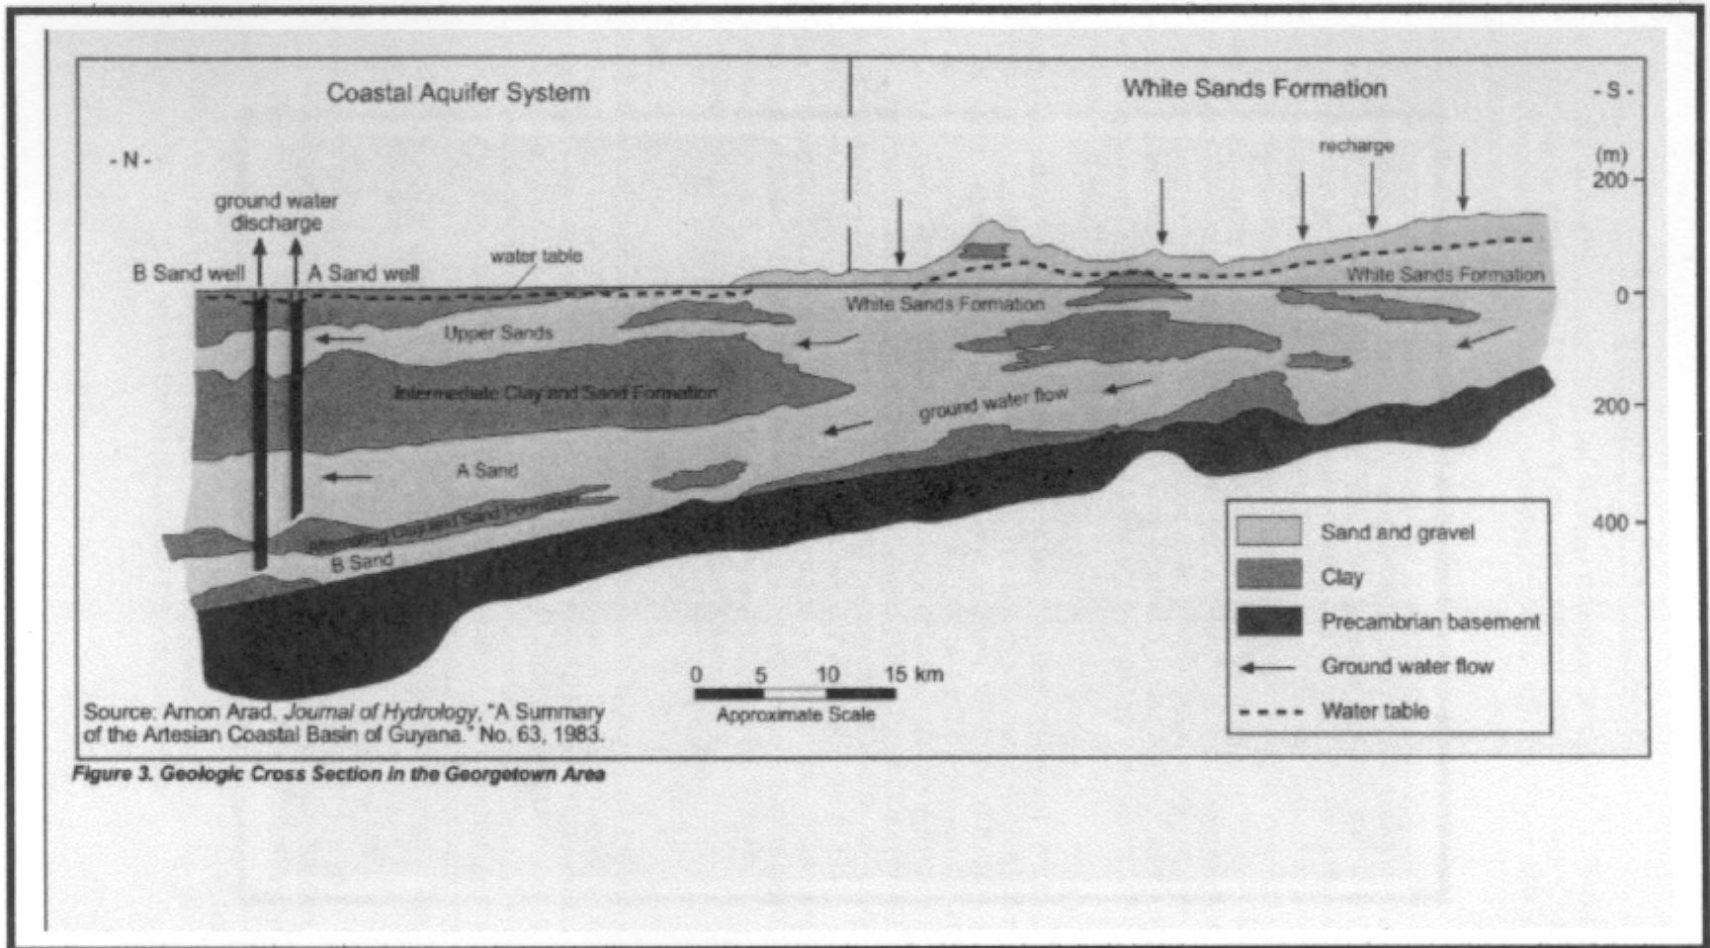 Coastal Aquifer System
White Sands Formation
- S -
- N -
recharge
(m)
200
ground water
discharge
B Sand well
A Sand well
water table
White Sands Formation
0
White Sands Formation
Upper Sands
Intermediate Clay and Sand Formation
ground water flow
200
A Sand
Alternating Clay and Sand Formation
B Sand
400
Sand and gravel
Clay
Precambrian basement
Ground water flow
Water table
0 5 10 15 km
Approximate Scale
Source: Arnon Arad, Journal of Hydrology, "A Summary
of the Artesian Coastal Basin of Guyana." No. 63, 1983.
Figure 3. Geologic Cross Section in the Georgetown Area